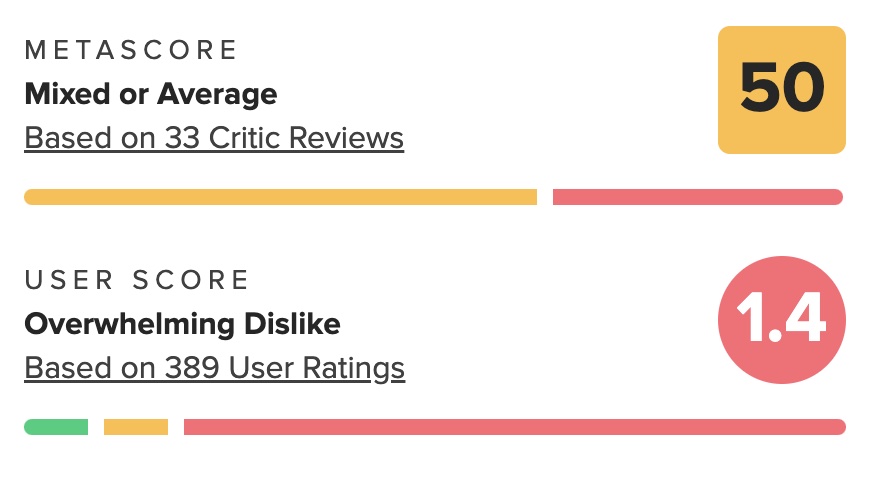 METASCORE
Mixed or Average
Based on 33 Critic Reviews
50
USER SCORE
Overwhelming Dislike
Based on 389 User Ratings
1.4